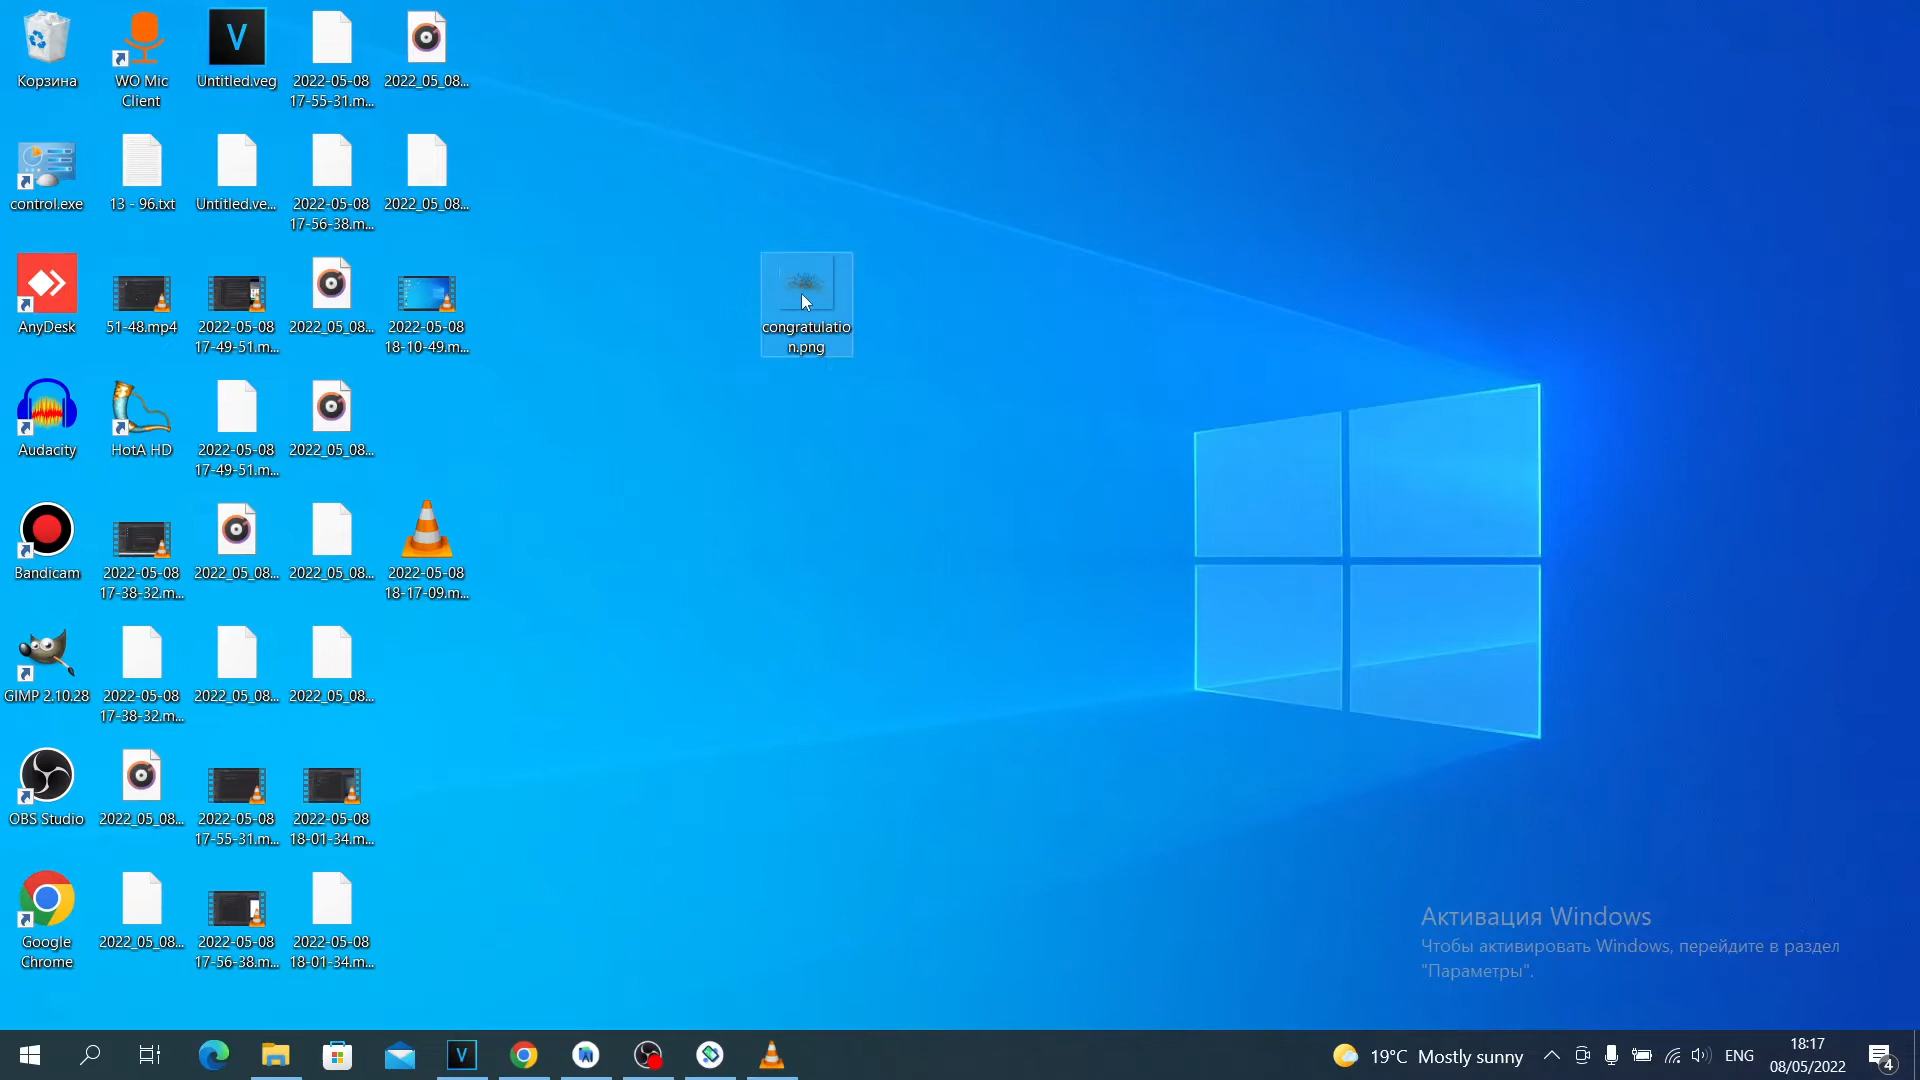 Корзина
WO Mic
Client
Untitled.veg
2022-05-08
17-55-31.m...
2022_05_08...
control.exe
13 - 96.txt
Untitled.ve...
2022-05-08
17-56-38.m...
2022_05_08...
AnyDesk
51-48.mp4
2022-05-08
17-49-51.m...
2022_05_08...
2022-05-08
18-10-49.m...
congratulatio
n.png
Audacity
HotA HD
2022-05-08
17-49-51.m...
2022_05_08...
Bandicam
2022-05-08
17-38-32.m...
2022_05_08...
2022_05_08...
2022-05-08
18-17-09.m...
GIMP 2.10.28
2022-05-08
17-38-32.m...
2022_05_08...
2022_05_08...
OBS Studio
2022_05_08...
2022-05-08
17-55-31.m...
2022-05-08
18-01-34.m...
Google
Chrome
2022_05_08...
2022-05-08
17-56-38.m...
2022-05-08
18-01-34.m...
Активация Windows
Чтобы активировать Windows, перейдите в раздел
"Параметры".
19°C Mostly sunny
ENG
18:17
08/05/2022
4